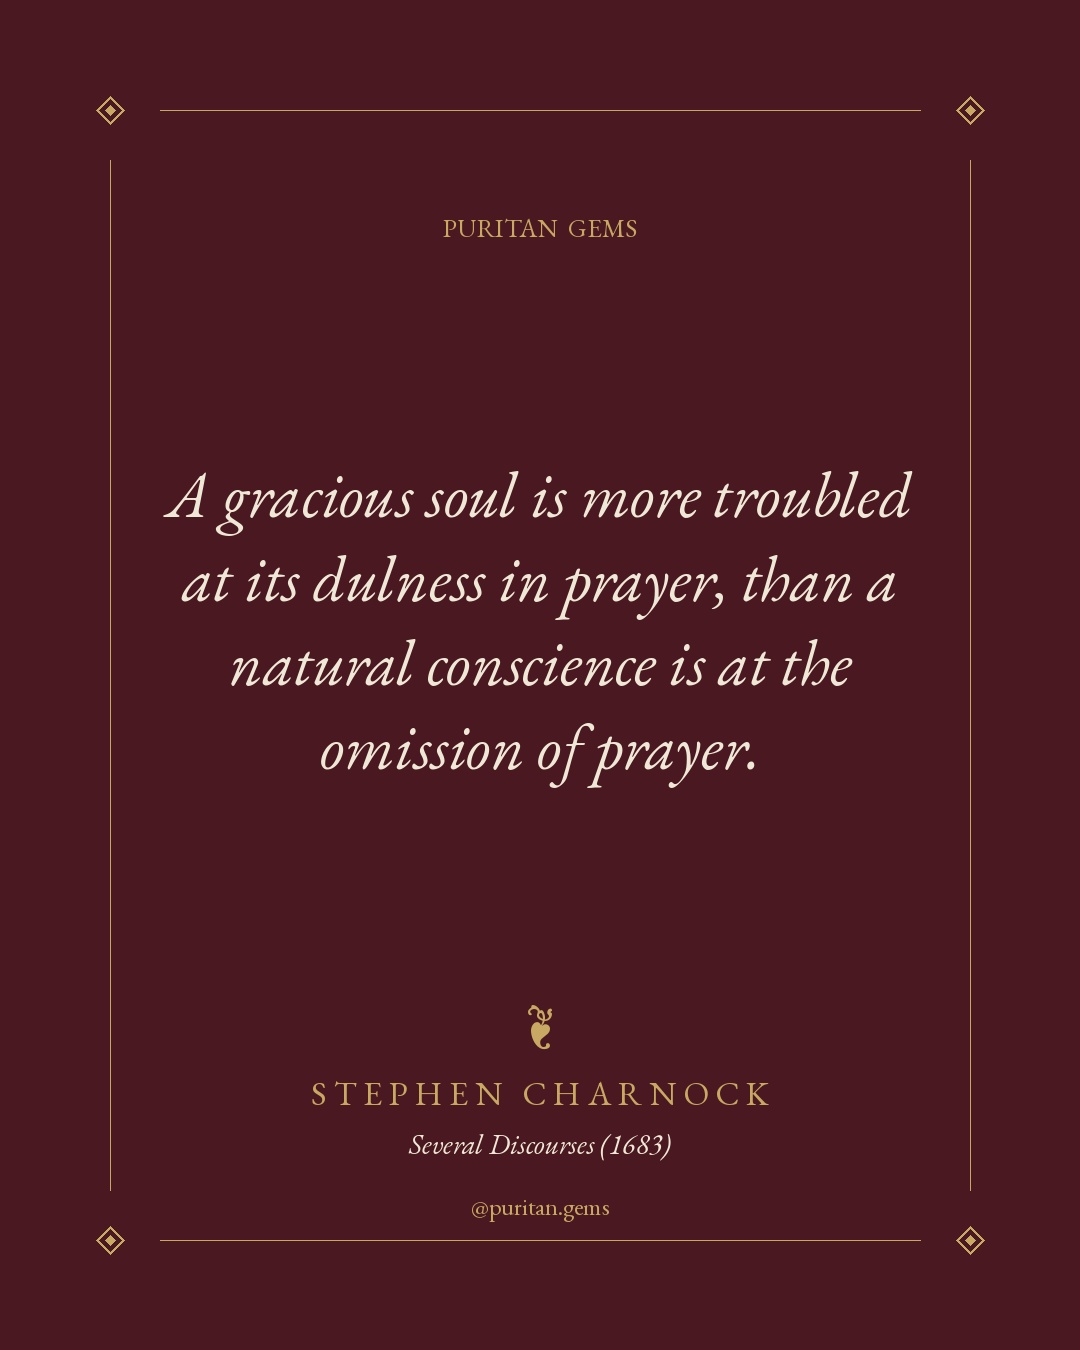 PURITAN GEMS
A gracious soul is more troubled
at its dulness in prayer, than a
natural conscience is at the
omission of prayer.
STEPHEN CHARNOCK
Several Discourses (1683)
@puritan.gems